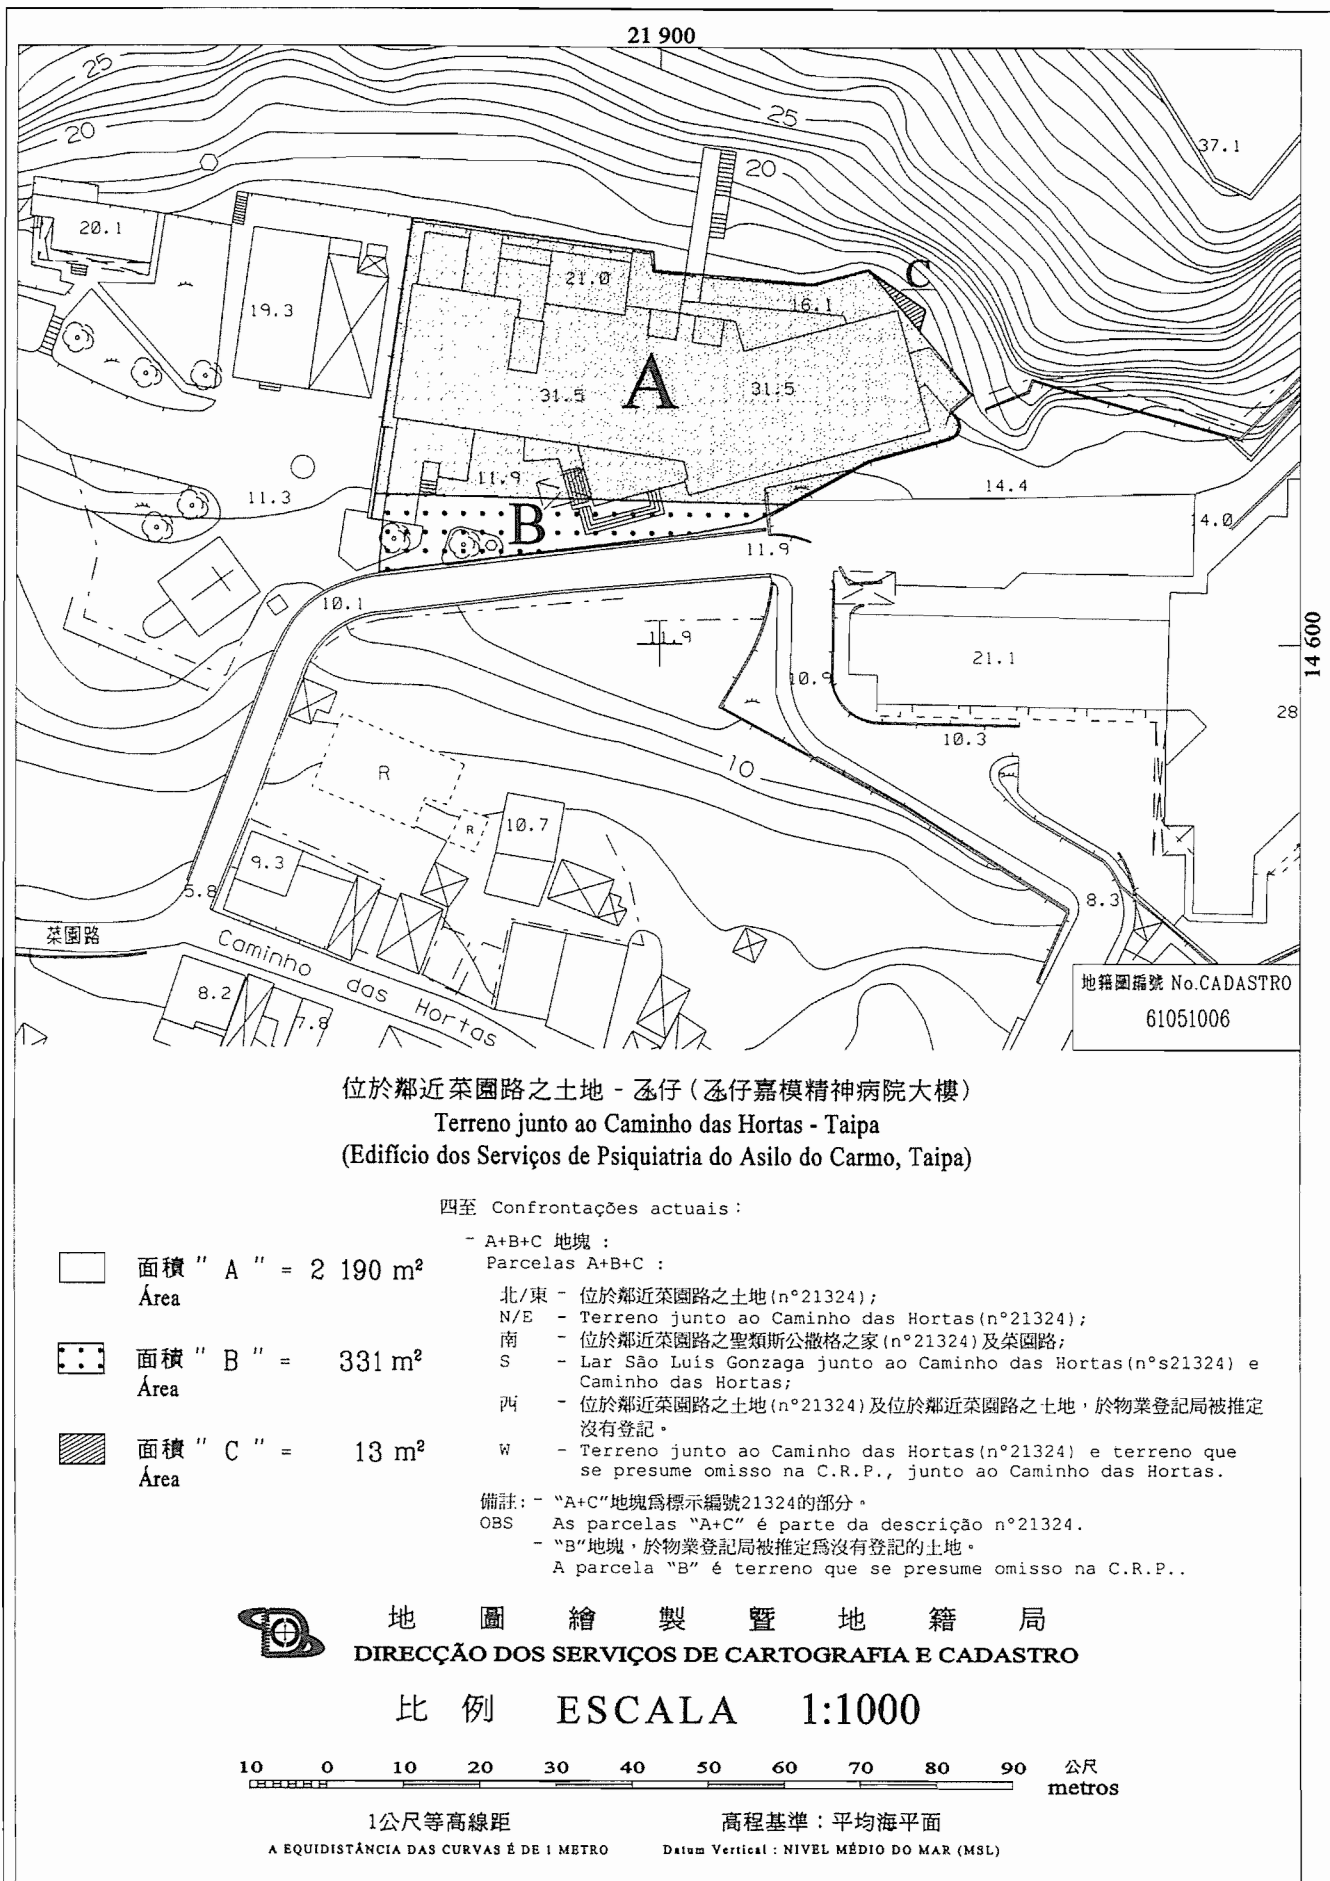 21 900
25
20
25
20
37.1
20.1
19.3
21.0
16.1
C
A
31.5
31.5
11.9
11.3
B
14.4
14.0
11.9
10.1
11.9
14 600
21.1
10.9
28
10.3
R
10
R
10.7
9.3
5.8
8.3
菜園路
Caminho das Hortas
8.2
7.8
地籍圖編號 No.CADASTRO
61051006
位於鄰近菜園路之土地 - 氹仔 (氹仔嘉模精神病院大樓)
Terreno junto ao Caminho das Hortas - Taipa
(Edifício dos Serviços de Psiquiatria do Asilo do Carmo, Taipa)
四至 Confrontações actuais :
- A+B+C 地塊 :
Parcelas A+B+C :
面積 " A " = 2 190 m²
Área
北/東 - 位於鄰近菜園路之土地(n°21324);
N/E - Terreno junto ao Caminho das Hortas(n°21324);
南 - 位於鄰近菜園路之聖類斯公撒格之家(n°21324)及菜園路;
S - Lar São Luís Gonzaga junto ao Caminho das Hortas(n°s21324) e
Caminho das Hortas;
面積 " B " = 331 m²
Área
西 - 位於鄰近菜園路之土地(n°21324)及位於鄰近菜園路之土地，於物業登記局被推定
沒有登記。
W - Terreno junto ao Caminho das Hortas(n°21324) e terreno que
se presume omisso na C.R.P., junto ao Caminho das Hortas.
面積 " C " = 13 m²
Área
備註: - "A+C"地塊爲標示編號21324的部分。
OBS As parcelas "A+C" é parte da descrição n°21324.
- "B"地塊，於物業登記局被推定爲沒有登記的土地。
A parcela "B" é terreno que se presume omisso na C.R.P..
地圖繪製暨地籍局
DIRECÇÃO DOS SERVIÇOS DE CARTOGRAFIA E CADASTRO
比例 ESCALA 1:1000
10 0 10 20 30 40 50 60 70 80 90 公尺
metros
1公尺等高線距
高程基準：平均海平面
A EQUIDISTÂNCIA DAS CURVAS É DE 1 METRO
Datum Vertical : NIVEL MÉDIO DO MAR (MSL)